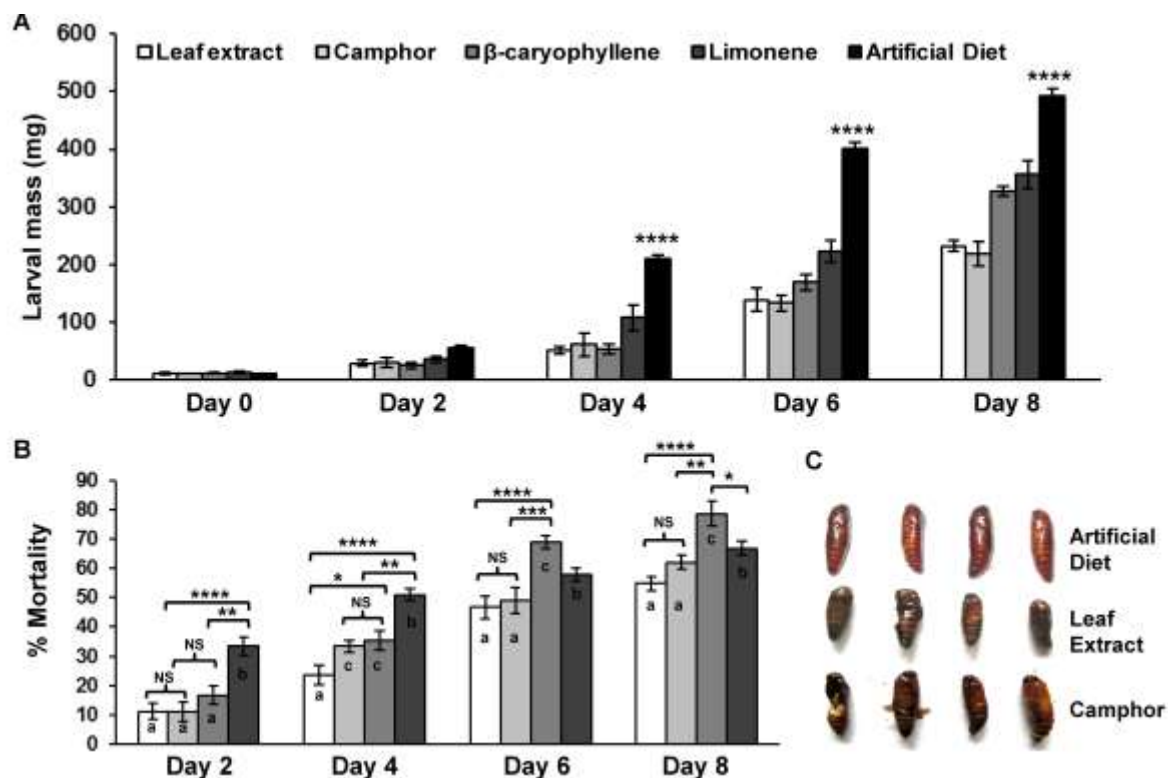 A
600
500
400
300
200
100
0
Larval mass (mg)
Leaf extract Camphor β-caryophyllene Limonene Artificial Diet
**** **** ****
Day 0 Day 2 Day 4 Day 6 Day 8
B
90
80
70
60
50
40
30
20
10
0
% Mortality
NS NS **** **
a a a b
* **** NS **
a c c b
NS **** ***
a a c b
NS **** ** *
a a c b
Day 2 Day 4 Day 6 Day 8
C
Artificial
Diet
Leaf
Extract
Camphor